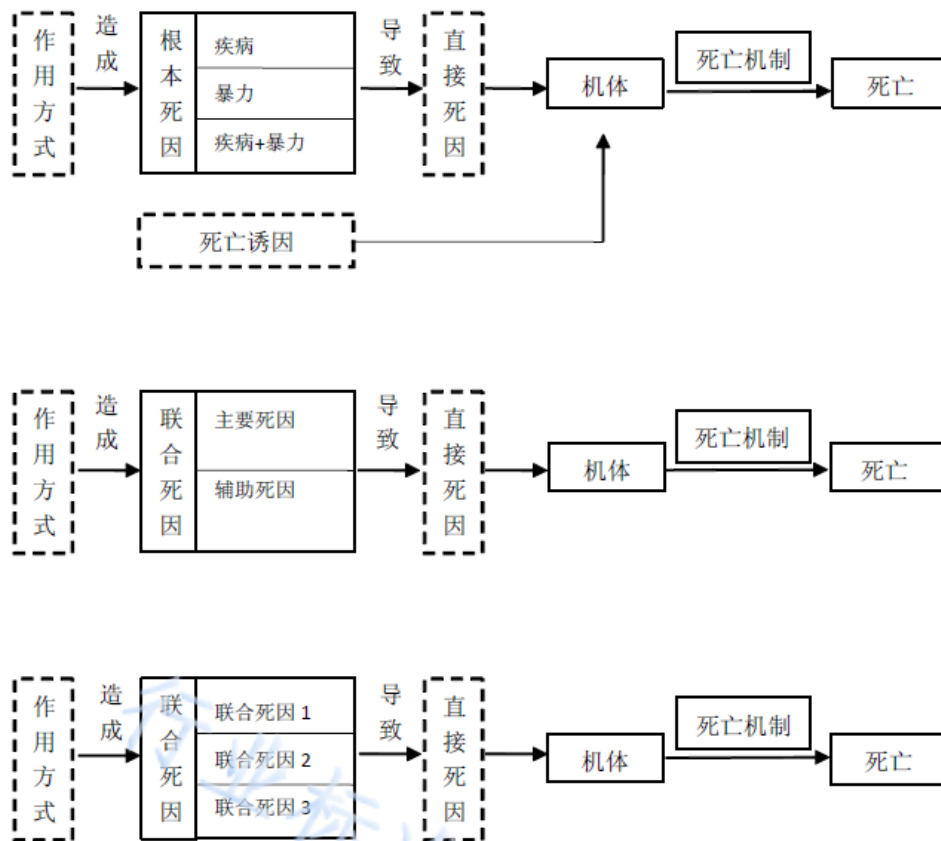 作用方式
造成
根本死因
疾病
暴力
疾病+暴力
导致
直接死因
机体
死亡机制
死亡
死亡诱因
作用方式
造成
联合死因
主要死因
辅助死因
导致
直接死因
机体
死亡机制
死亡
作用方式
造成
联合死因
联合死因 1
联合死因 2
联合死因 3
导致
直接死因
机体
死亡机制
死亡
行业标